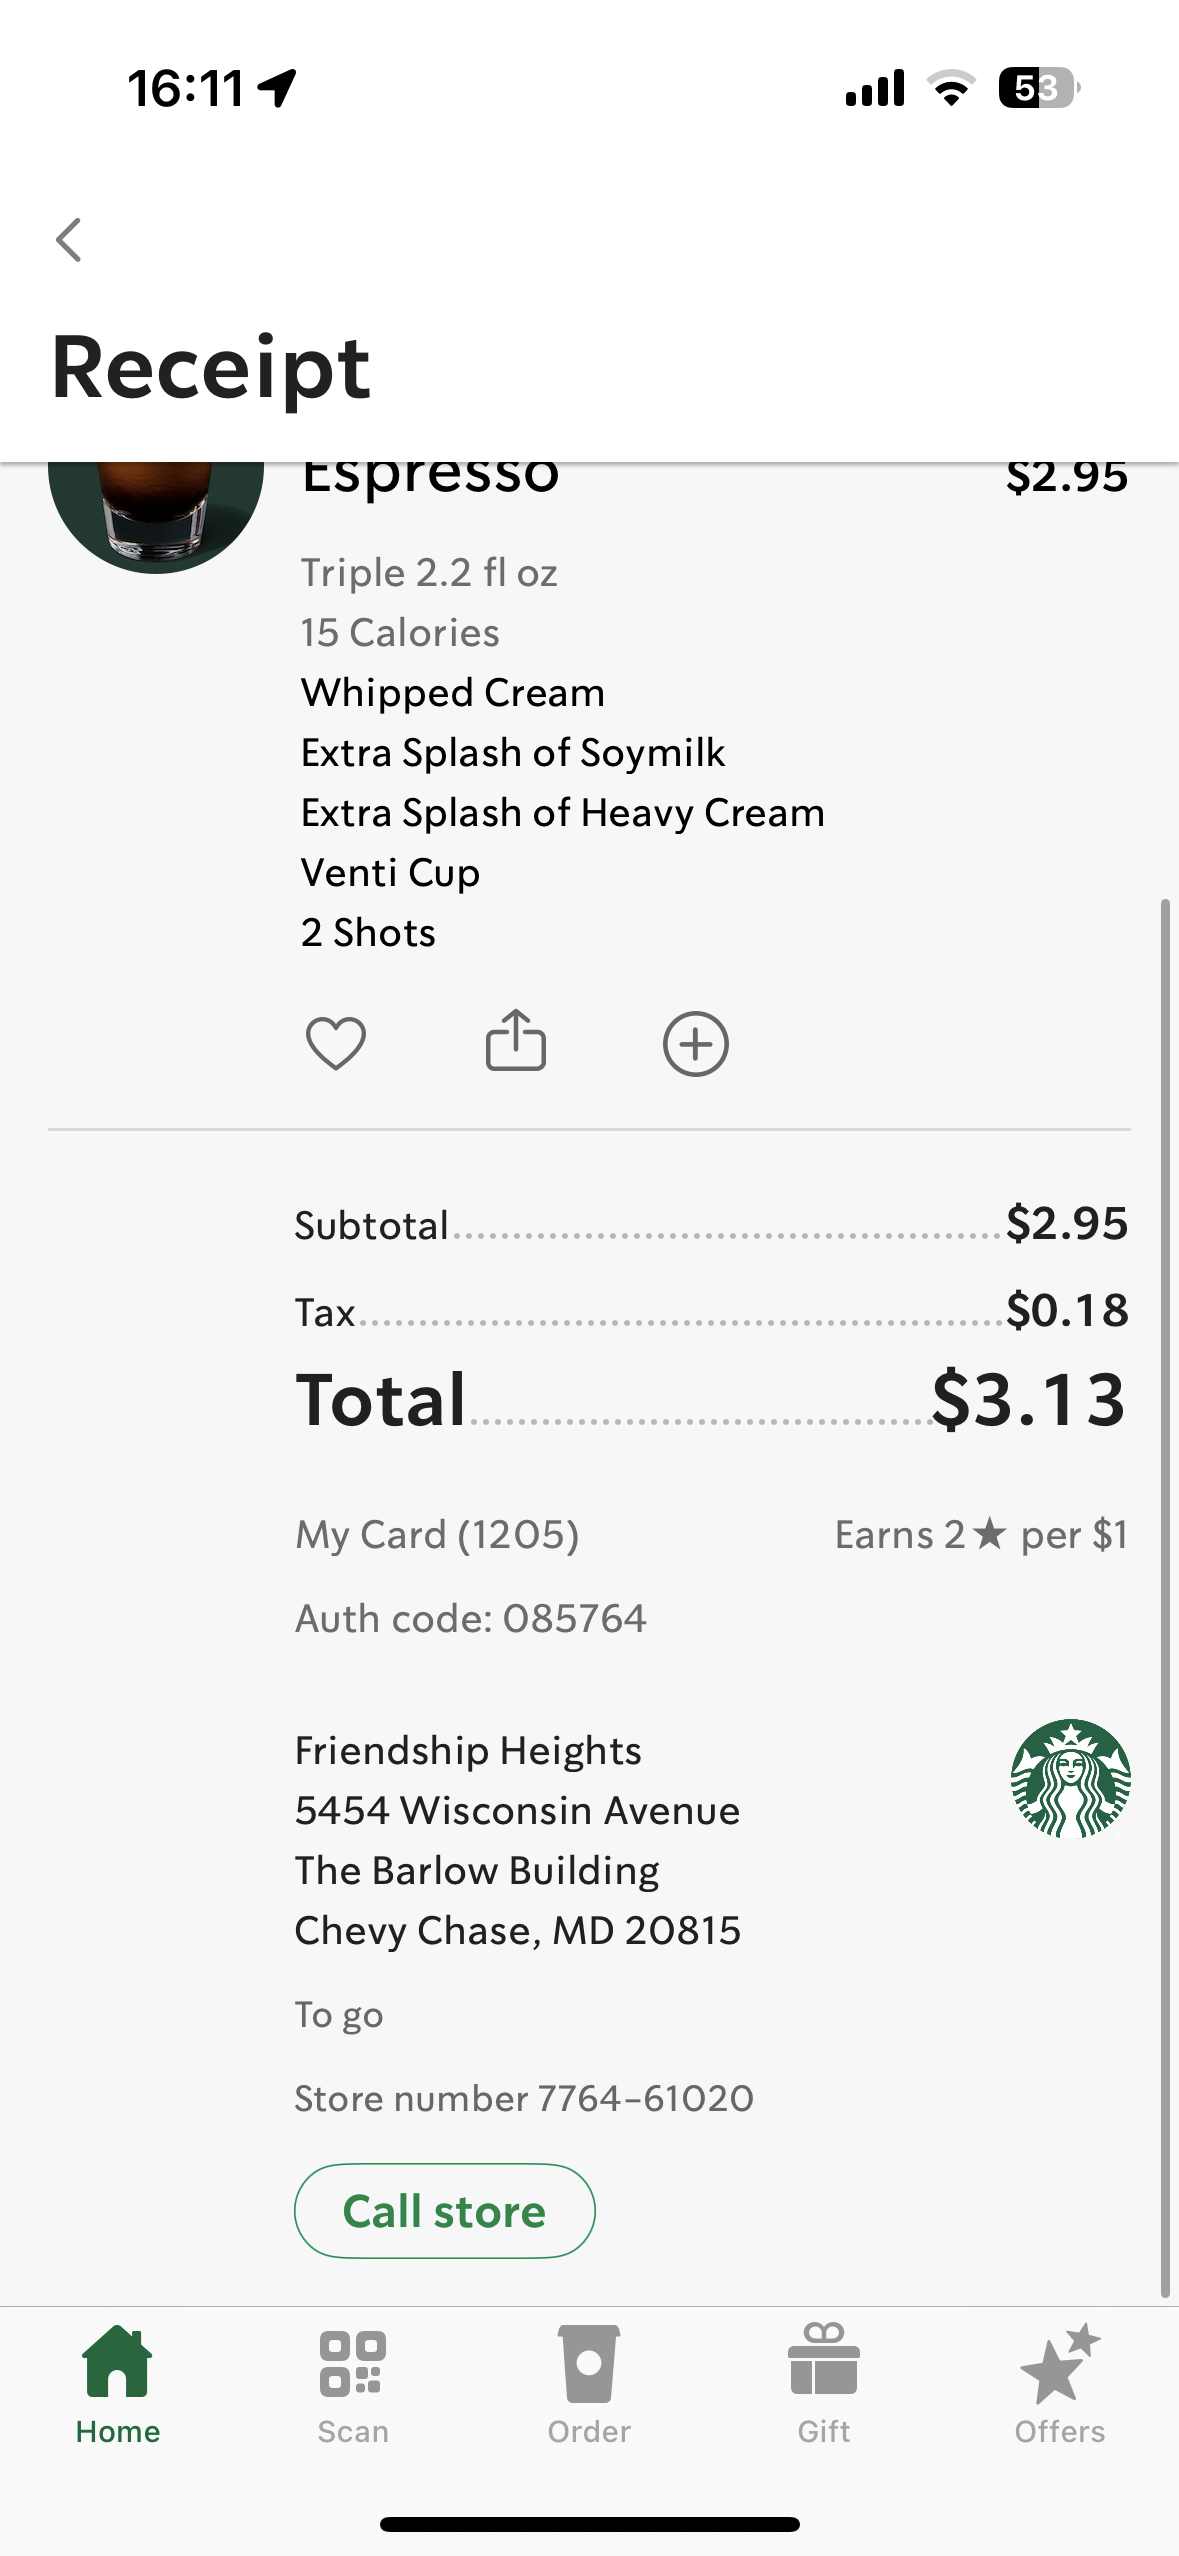 16:11
53
Receipt
Espresso $2.95
Triple 2.2 fl oz
15 Calories
Whipped Cream
Extra Splash of Soymilk
Extra Splash of Heavy Cream
Venti Cup
2 Shots
Subtotal $2.95
Tax $0.18
Total $3.13
My Card (1205) Earns 2★ per $1
Auth code: 085764
Friendship Heights
5454 Wisconsin Avenue
The Barlow Building
Chevy Chase, MD 20815
To go
Store number 7764-61020
Call store
Home Scan Order Gift Offers